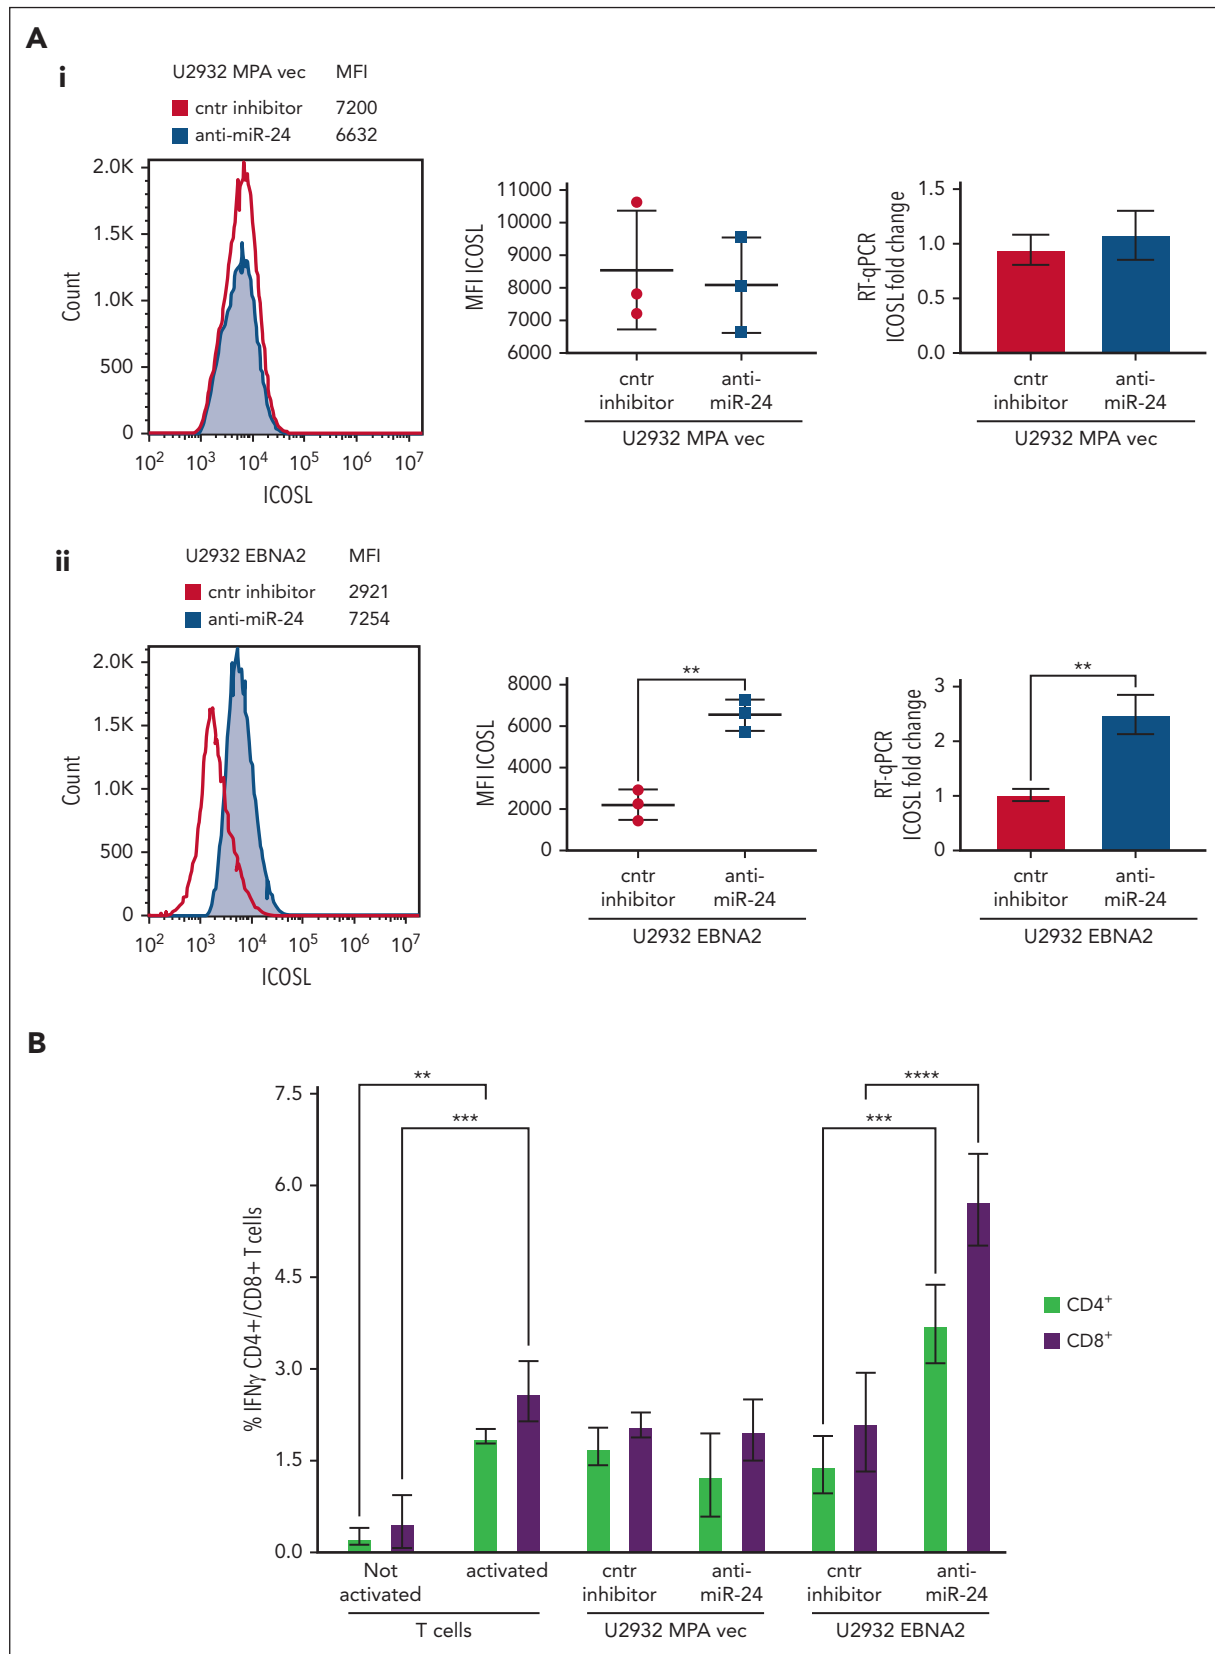 A
i
U2932 MPA vec MFI
cntr inhibitor 7200
anti-miR-24 6632
2.0K
1.5K
1.0K
500
0
Count
10² 10³ 10⁴ 10⁵ 10⁶ 10⁷
ICOSL
11000
10000
9000
8000
7000
6000
MFI ICOSL
cntr inhibitor
anti-miR-24
U2932 MPA vec
1.5
1.0
0.5
0.0
RT-qPCR
ICOSL fold change
cntr inhibitor
anti-miR-24
U2932 MPA vec
ii
U2932 EBNA2 MFI
cntr inhibitor 2921
anti-miR-24 7254
2.0K
1.5K
1.0K
500
0
Count
10² 10³ 10⁴ 10⁵ 10⁶ 10⁷
ICOSL
**
8000
6000
4000
2000
0
MFI ICOSL
cntr inhibitor
anti-miR-24
U2932 EBNA2
**
3
2
1
0
RT-qPCR
ICOSL fold change
cntr inhibitor
anti-miR-24
U2932 EBNA2
B
7.5
6.0
4.5
3.0
1.5
0.0
% IFNγ CD4+/CD8+ T cells
**
***
***
****
CD4⁺
CD8⁺
Not activated
activated
T cells
cntr inhibitor
anti-miR-24
U2932 MPA vec
cntr inhibitor
anti-miR-24
U2932 EBNA2